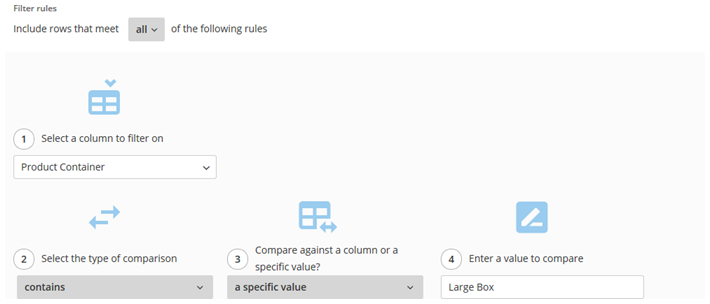 Filter rules
Include rows that meet all of the following rules
1 Select a column to filter on
Product Container
2 Select the type of comparison
contains
3 Compare against a column or a
specific value?
a specific value
4 Enter a value to compare
Large Box